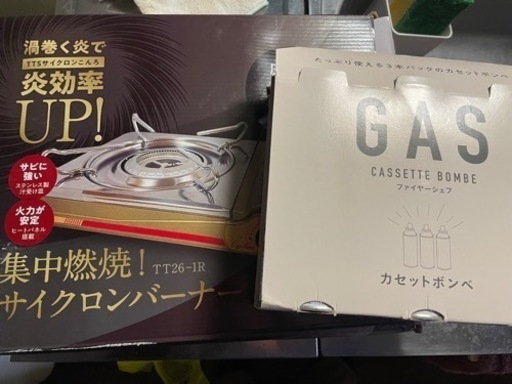 渦巻く炎で
TTSサイクロンこんろ
炎効率
UP!
サビに
強い
ステンレス製
汁受け皿
火力が
安定
ヒートパネル
搭載
集中燃焼! TT26-1R
サイクロンバーナー
たっぷり使える3本パックのカセットボンベ
GAS
CASSETTE BOMBE
ファイヤーシェフ
カセットボンベ